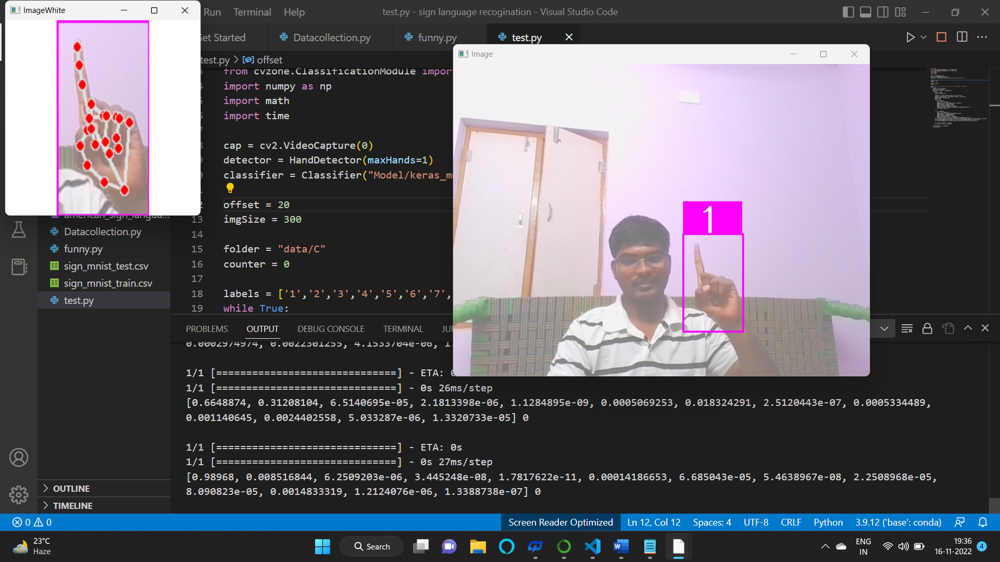 ImageWhite
Run Terminal Help
test.py - sign language recogination - Visual Studio Code
Get Started
Datacollection.py
funny.py
test.py
test.py > offset
Image
from cvzone.ClassificationModule import
import numpy as np
import math
import time
cap = cv2.VideoCapture(0)
detector = HandDetector(maxHands=1)
classifier = Classifier("Model/keras_m
offset = 20
13 imgSize = 300
14
15 folder = "data/C"
16 counter = 0
17
18 labels = ['1','2','3','4','5','6','7',
19 while True:
1
american_sign_langua...
Datacollection.py
funny.py
sign_mnist_test.csv
sign_mnist_train.csv
test.py
OUTLINE
TIMELINE
PROBLEMS OUTPUT DEBUG CONSOLE TERMINAL JU
0.0002974974, 0.0022301255, 4.1533704e-06, 1.
1/1 [==============================] - ETA: 0
1/1 [==============================] - 0s 26ms/step
[0.6648874, 0.31208104, 6.5140695e-05, 2.1813398e-06, 1.1284895e-09, 0.0005069253, 0.018324291, 2.5120443e-07, 0.0005334489,
0.001140645, 0.0024402558, 5.033287e-06, 1.3320733e-05] 0
1/1 [==============================] - ETA: 0s
1/1 [==============================] - 0s 27ms/step
[0.98968, 0.008516844, 6.2509203e-06, 3.445248e-08, 1.7817622e-11, 0.00014186653, 6.685043e-05, 5.4638967e-08, 2.2508968e-05,
8.090823e-05, 0.0014833319, 1.2124076e-06, 1.3388738e-07] 0
0 0
Screen Reader Optimized Ln 12, Col 12 Spaces: 4 UTF-8 CRLF Python 3.9.12 ('base': conda)
23°C
Haze
Search
ENG
IN
19:36
16-11-2022
4